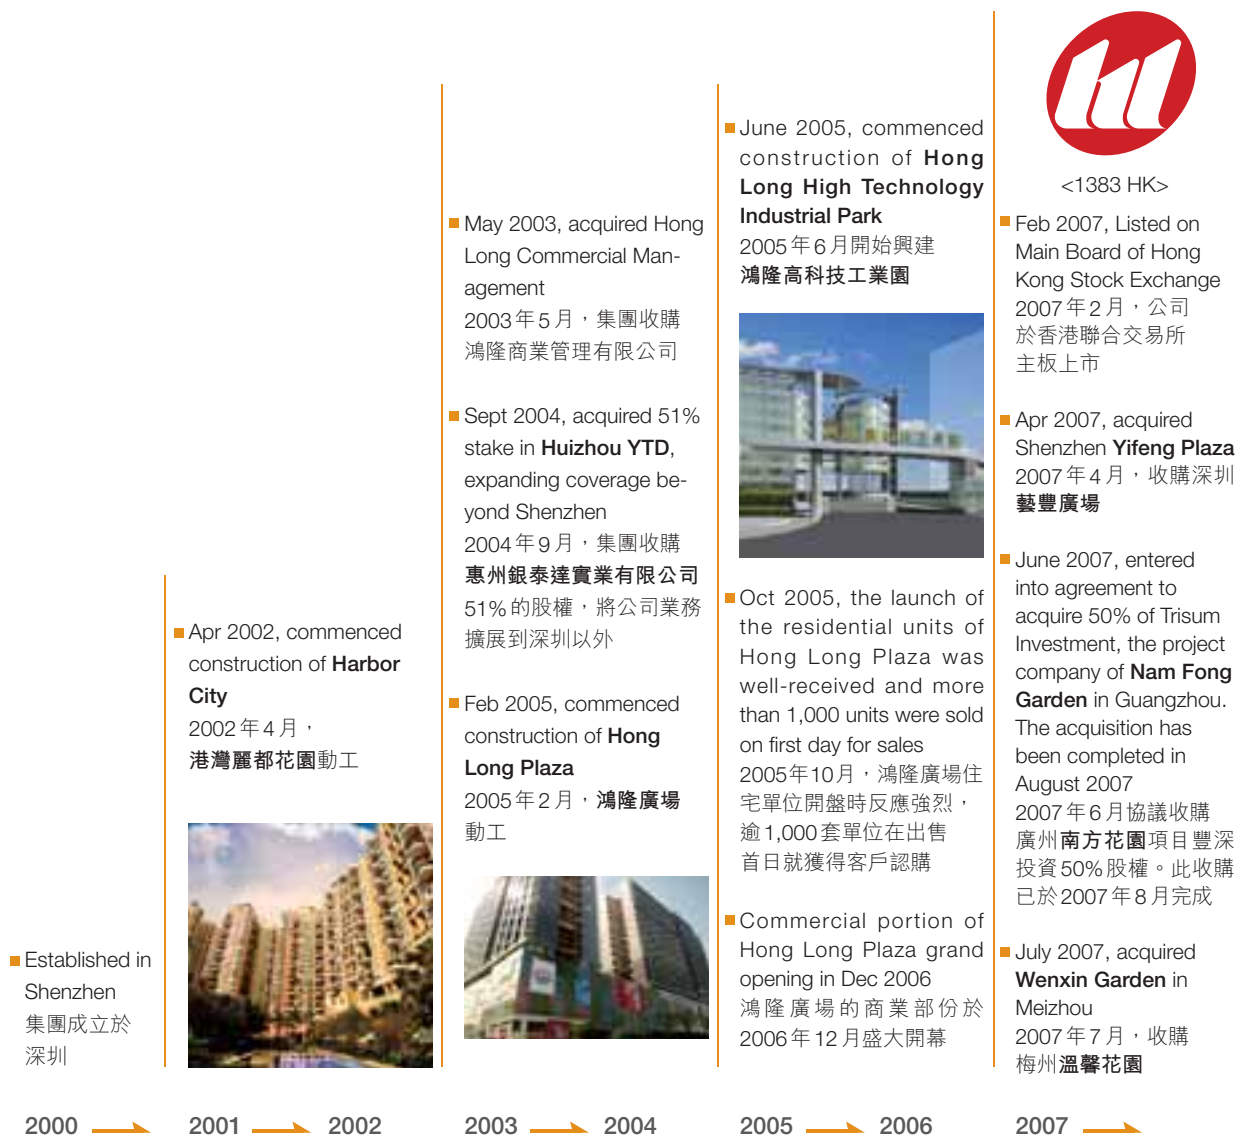 Established in
Shenzhen
集團成立於
深圳
2000
Apr 2002, commenced
construction of Harbor
City
2002年4月，
港灣麗都花園動工
2001
2002
May 2003, acquired Hong
Long Commercial Man-
agement
2003年5月，集團收購
鴻隆商業管理有限公司
Sept 2004, acquired 51%
stake in Huizhou YTD,
expanding coverage be-
yond Shenzhen
2004年9月，集團收購
惠州銀泰達實業有限公司
51%的股權，將公司業務
擴展到深圳以外
Feb 2005, commenced
construction of Hong
Long Plaza
2005年2月，鴻隆廣場
動工
2003
2004
June 2005, commenced
construction of Hong
Long High Technology
Industrial Park
2005年6月開始興建
鴻隆高科技工業園
Oct 2005, the launch of
the residential units of
Hong Long Plaza was
well-received and more
than 1,000 units were sold
on first day for sales
2005年10月，鴻隆廣場住
宅單位開盤時反應強烈，
逾1,000套單位在出售
首日就獲得客戶認購
Commercial portion of
Hong Long Plaza grand
opening in Dec 2006
鴻隆廣場的商業部份於
2006年12月盛大開幕
2005
2006
<1383 HK>
Feb 2007, Listed on
Main Board of Hong
Kong Stock Exchange
2007年2月，公司
於香港聯合交易所
主板上市
Apr 2007, acquired
Shenzhen Yifeng Plaza
2007年4月，收購深圳
藝豐廣場
June 2007, entered
into agreement to
acquire 50% of Trisum
Investment, the project
company of Nam Fong
Garden in Guangzhou.
The acquisition has
been completed in
August 2007
2007年6月協議收購
廣州南方花園項目豐深
投資50%股權。此收購
已於2007年8月完成
July 2007, acquired
Wenxin Garden in
Meizhou
2007年7月，收購
梅州溫馨花園
2007